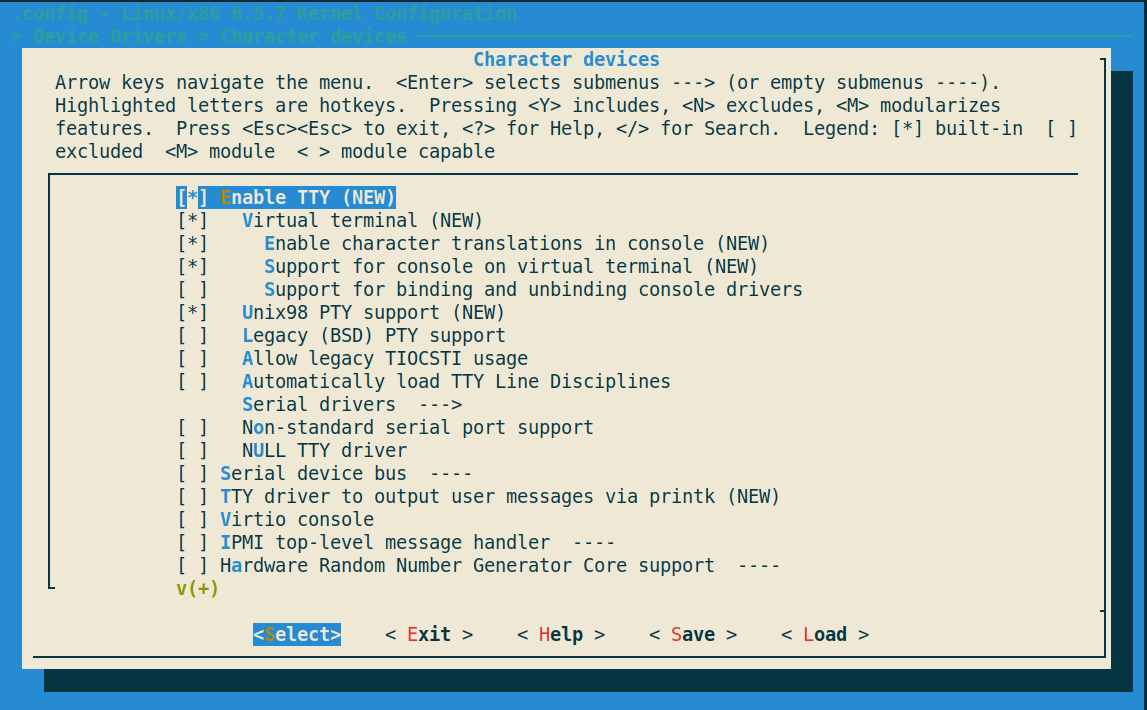 .config - Linux/x86 6.5.7 Kernel Configuration
> Device Drivers > Character devices
Character devices
Arrow keys navigate the menu.  <Enter> selects submenus ---> (or empty submenus ----).
Highlighted letters are hotkeys.  Pressing <Y> includes, <N> excludes, <M> modularizes
features.  Press <Esc><Esc> to exit, <?> for Help, </> for Search.  Legend: [*] built-in  [ ]
excluded  <M> module  < > module capable
[*] Enable TTY (NEW)
[*]   Virtual terminal (NEW)
[*]     Enable character translations in console (NEW)
[*]     Support for console on virtual terminal (NEW)
[ ]     Support for binding and unbinding console drivers
[*]   Unix98 PTY support (NEW)
[ ]   Legacy (BSD) PTY support
[ ]   Allow legacy TIOCSTI usage
[ ]   Automatically load TTY Line Disciplines
      Serial drivers  --->
[ ]   Non-standard serial port support
[ ]   NULL TTY driver
[ ] Serial device bus  ----
[ ] TTY driver to output user messages via printk (NEW)
[ ] Virtio console
[ ] IPMI top-level message handler  ----
[ ] Hardware Random Number Generator Core support  ----
v(+)
<Select>    < Exit >    < Help >    < Save >    < Load >